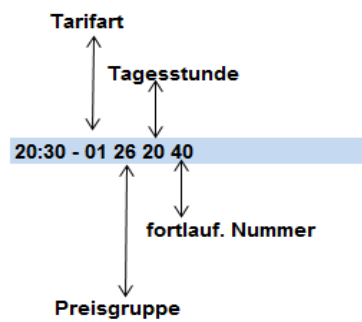 Tarifart
Tagesstunde
20:30 - 01 26 20 40
fortlauf. Nummer
Preisgruppe